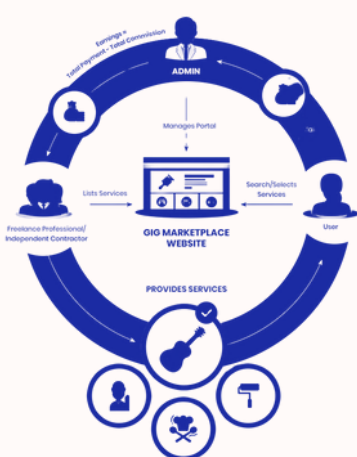 Earnings =
Total Payment - Total Commission
ADMIN
Manages Portal
Lists Services
Search/Selects
Services
Freelance Professional/
Independent Contractor
GIG MARKETPLACE
WEBSITE
User
PROVIDES SERVICES